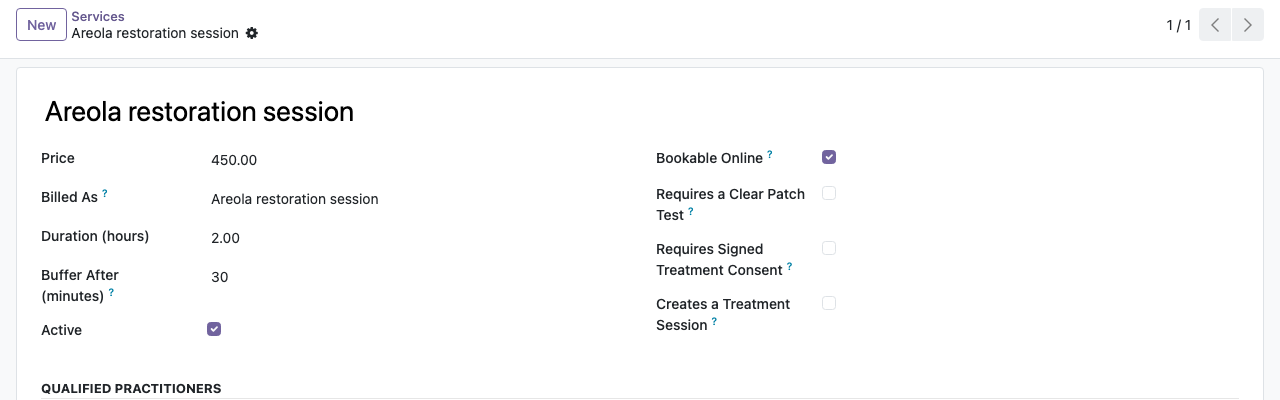 New
Services
Areola restoration session
1 / 1
Areola restoration session
Price
450.00
Billed As ?
Areola restoration session
Duration (hours)
2.00
Buffer After
(minutes) ?
30
Active
Bookable Online ?
Requires a Clear Patch
Test ?
Requires Signed
Treatment Consent ?
Creates a Treatment
Session ?
QUALIFIED PRACTITIONERS